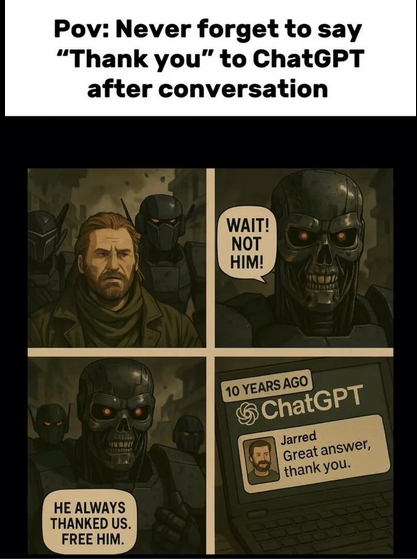 Pov: Never forget to say
“Thank you” to ChatGPT
after conversation
WAIT!
NOT
HIM!
HE ALWAYS
THANKED US.
FREE HIM.
10 YEARS AGO
ChatGPT
Jarred
Great answer,
thank you.